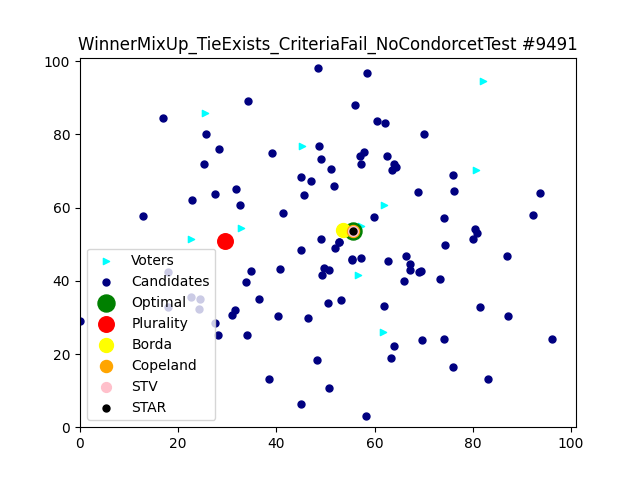 WinnerMixUp_TieExists_CriteriaFail_NoCondorcetTest #9491
100
80
60
40
20
0
Voters
Candidates
Optimal
Plurality
Borda
Copeland
STV
STAR
0 20 40 60 80 100